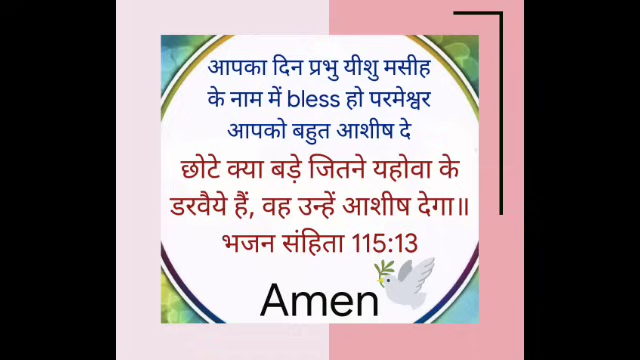 आपका दिन प्रभु यीशु मसीह
के नाम में bless हो परमेश्वर
आपको बहुत आशीष दे
छोटे क्या बड़े जितने यहोवा के
डरवैये हैं, वह उन्हें आशीष देगा॥
भजन संहिता 115:13
Amen